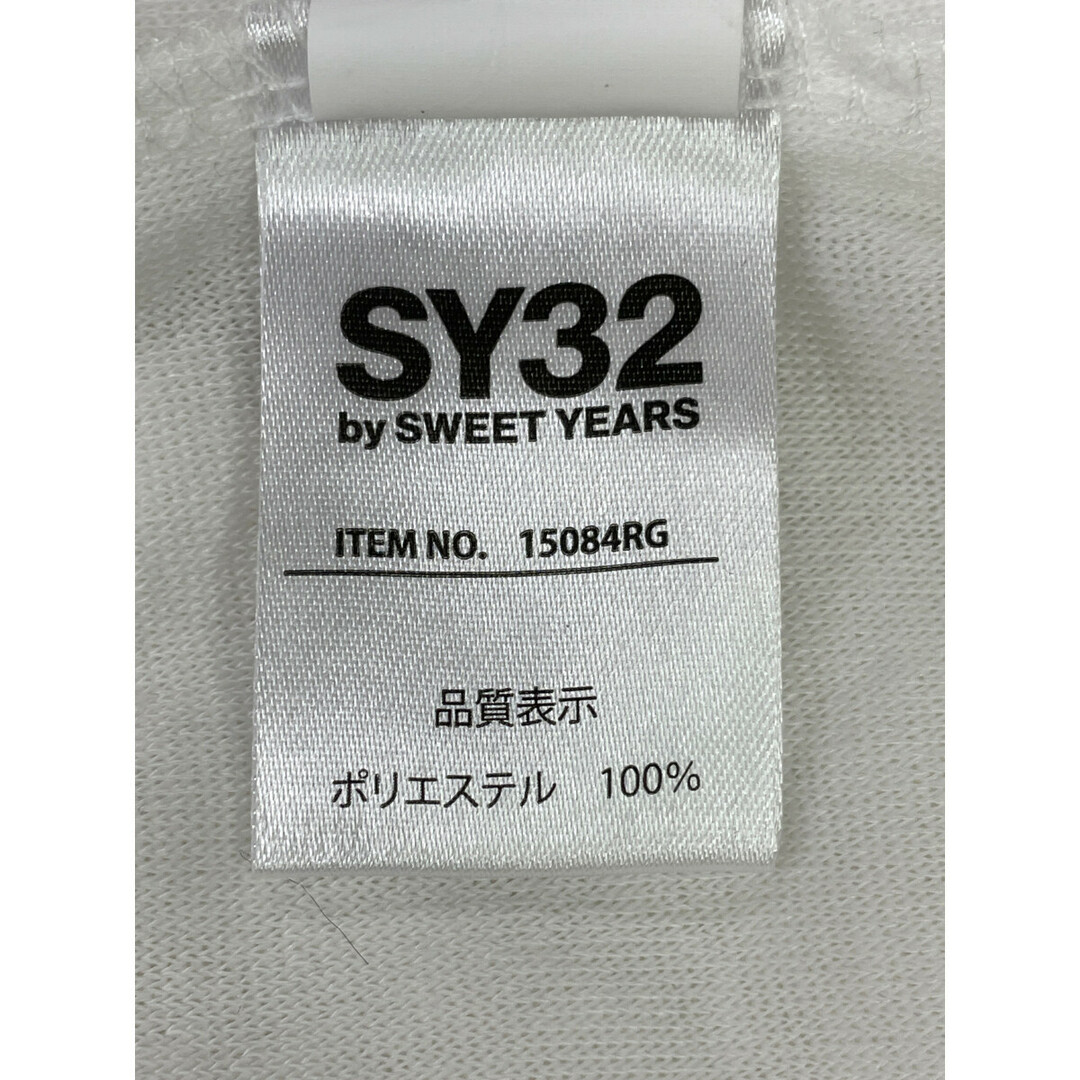 SY32
by SWEET YEARS
ITEM NO. 15084RG
品質表示
ポリエステル 100%